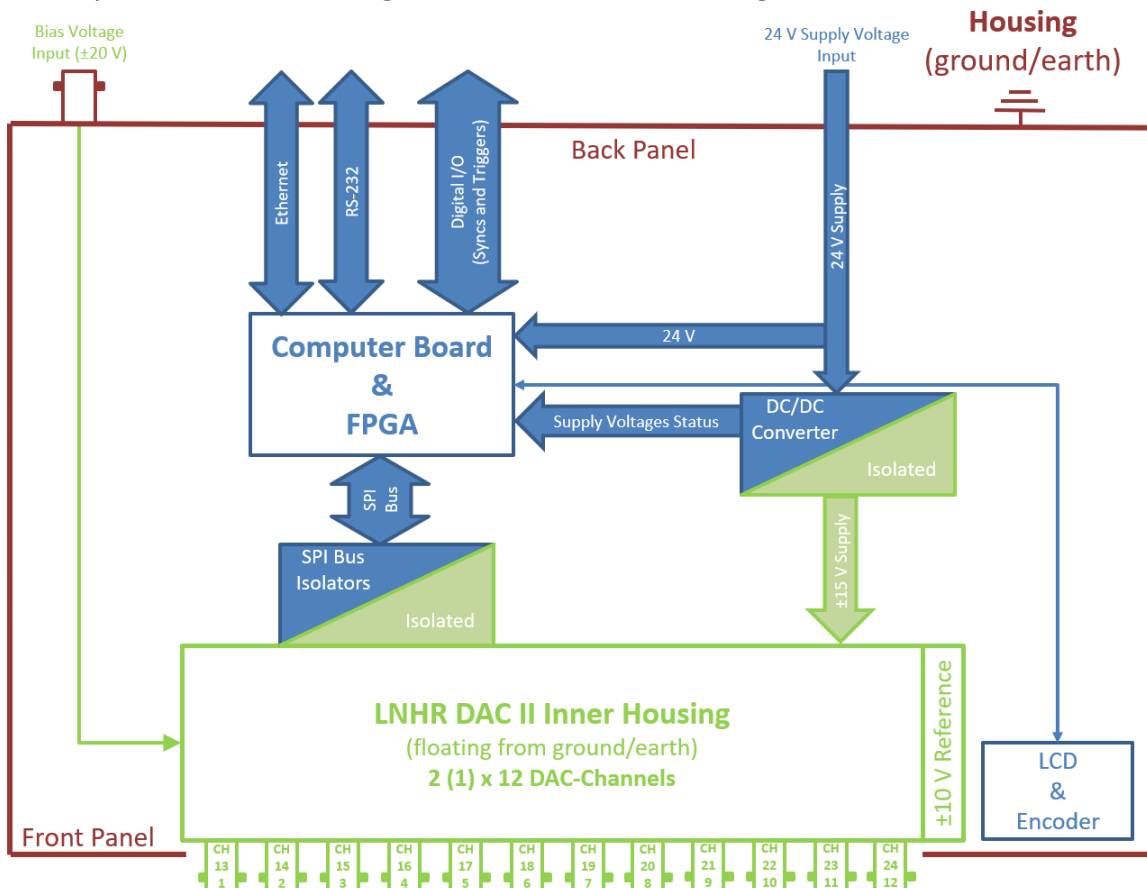 Bias Voltage
Input (±20 V)
24 V Supply Voltage
Input
Housing
(ground/earth)
Back Panel
Ethernet
RS-232
Digital I/O
(Syncs and Triggers)
24 V Supply
Computer Board
&
FPGA
24 V
Supply Voltages Status
DC/DC
Converter
Isolated
SPI
Bus
SPI Bus
Isolators
Isolated
±15 V Supply
LNHR DAC II Inner Housing
(floating from ground/earth)
2 (1) x 12 DAC-Channels
±10 V Reference
LCD
&
Encoder
Front Panel
CH
13
1
CH
14
2
CH
15
3
CH
16
4
CH
17
5
CH
18
6
CH
19
7
CH
20
8
CH
21
9
CH
22
10
CH
23
11
CH
24
12